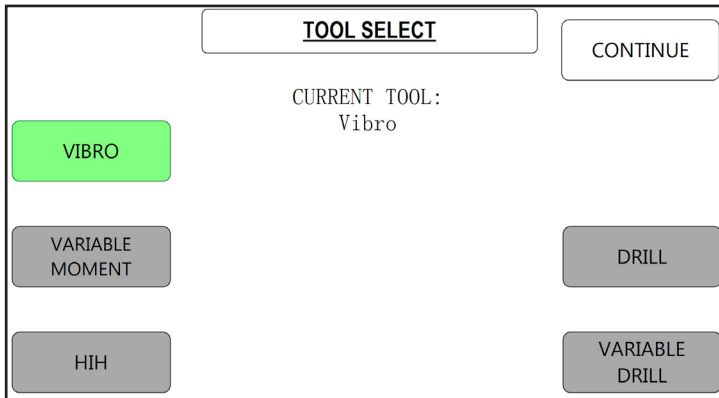 TOOL SELECT
CONTINUE
CURRENT TOOL:
Vibro
VIBRO
VARIABLE
MOMENT
DRILL
HIH
VARIABLE
DRILL